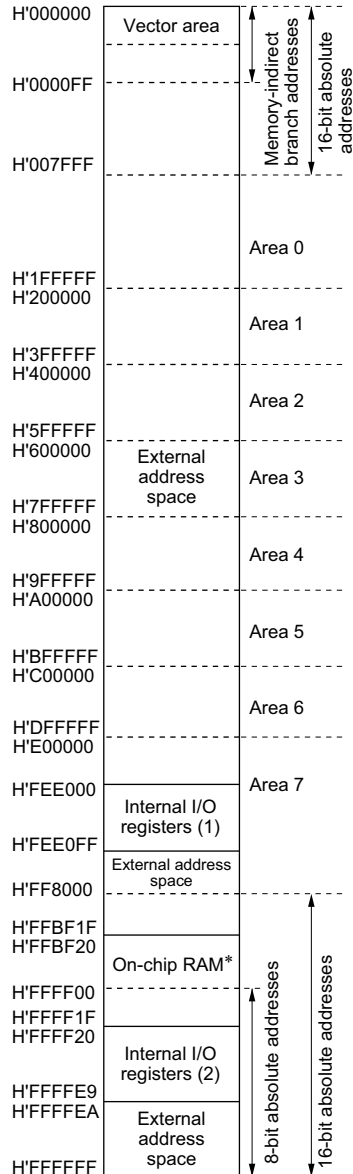 H'000000
Vector area
H'0000FF
Memory-indirect
branch addresses
16-bit absolute
addresses
H'007FFF
Area 0
H'1FFFFF
H'200000
Area 1
H'3FFFFF
H'400000
Area 2
H'5FFFFF
H'600000
External
address
space
Area 3
H'7FFFFF
H'800000
Area 4
H'9FFFFF
H'A00000
Area 5
H'BFFFFF
H'C00000
Area 6
H'DFFFFF
H'E00000
Area 7
H'FEE000
Internal I/O
registers (1)
H'FEE0FF
External address
space
H'FF8000
H'FFBF1F
H'FFBF20
On-chip RAM*
H'FFFF00
H'FFFF1F
H'FFFF20
Internal I/O
registers (2)
8-bit absolute addresses
16-bit absolute addresses
H'FFFFE9
H'FFFFEA
External
address
space
H'FFFFFF